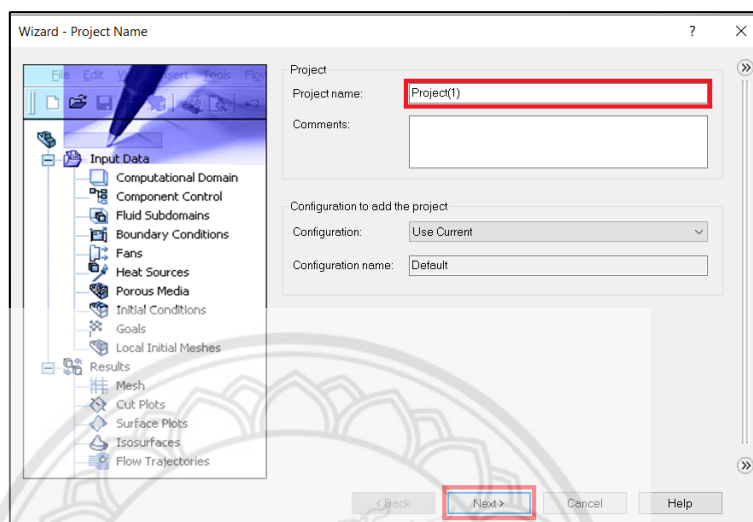 Wizard - Project Name
? ×
File Edit View Insert Tools Flow
Input Data
Computational Domain
Component Control
Fluid Subdomains
Boundary Conditions
Fans
Heat Sources
Porous Media
Initial Conditions
Goals
Local Initial Meshes
Results
Mesh
Cut Plots
Surface Plots
Isosurfaces
Flow Trajectories
Project
Project name: Project(1)
Comments:
Configuration to add the project
Configuration: Use Current
Configuration name: Default
< Back Next > Cancel Help